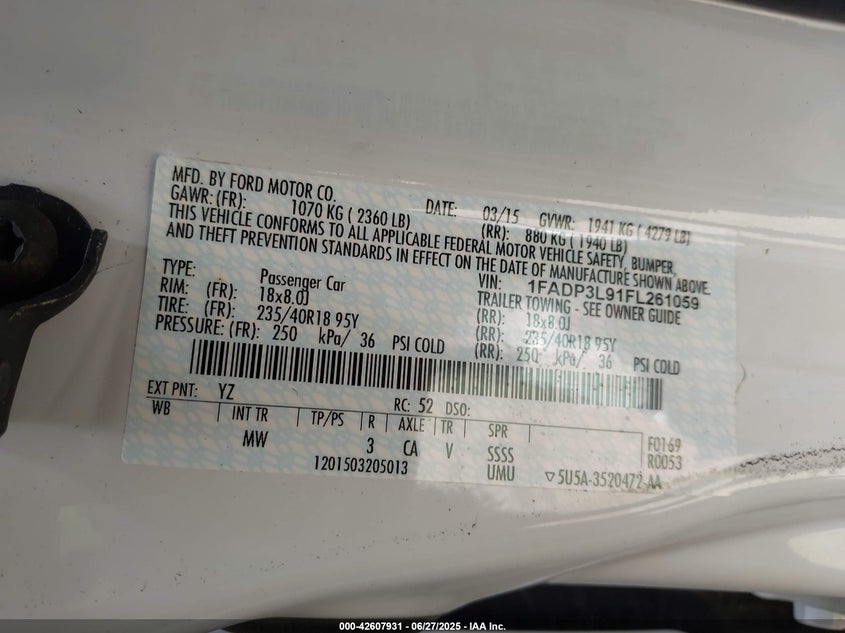 MFD. BY FORD MOTOR CO.
DATE: 03/15 GVWR: 1941 KG ( 4279 LB)
GAWR: (FR): 1070 KG ( 2360 LB) (RR): 880 KG ( 1940 LB)
THIS VEHICLE CONFORMS TO ALL APPLICABLE FEDERAL MOTOR VEHICLE SAFETY, BUMPER,
AND THEFT PREVENTION STANDARDS IN EFFECT ON THE DATE OF MANUFACTURE SHOWN ABOVE.
VIN: 1FADP3L91FL261059
TYPE: Passenger Car TRAILER TOWING - SEE OWNER GUIDE
RIM: (FR): 18x8.0J (RR): 18x8.0J
TIRE: (FR): 235/40R18 95Y (RR): 235/40R18 95Y
PRESSURE: (FR): 250 kPa/ 36 PSI COLD (RR): 250 kPa/ 36 PSI COLD
EXT PNT: YZ RC: 52 DSO:
WB INT TR TP/PS R AXLE TR SPR F0169
MW 3 CA V SSSS R0053
1201503205013 UMU ▽5U5A-3520472-AA
000-42607931 - 06/27/2025 - IAA Inc.